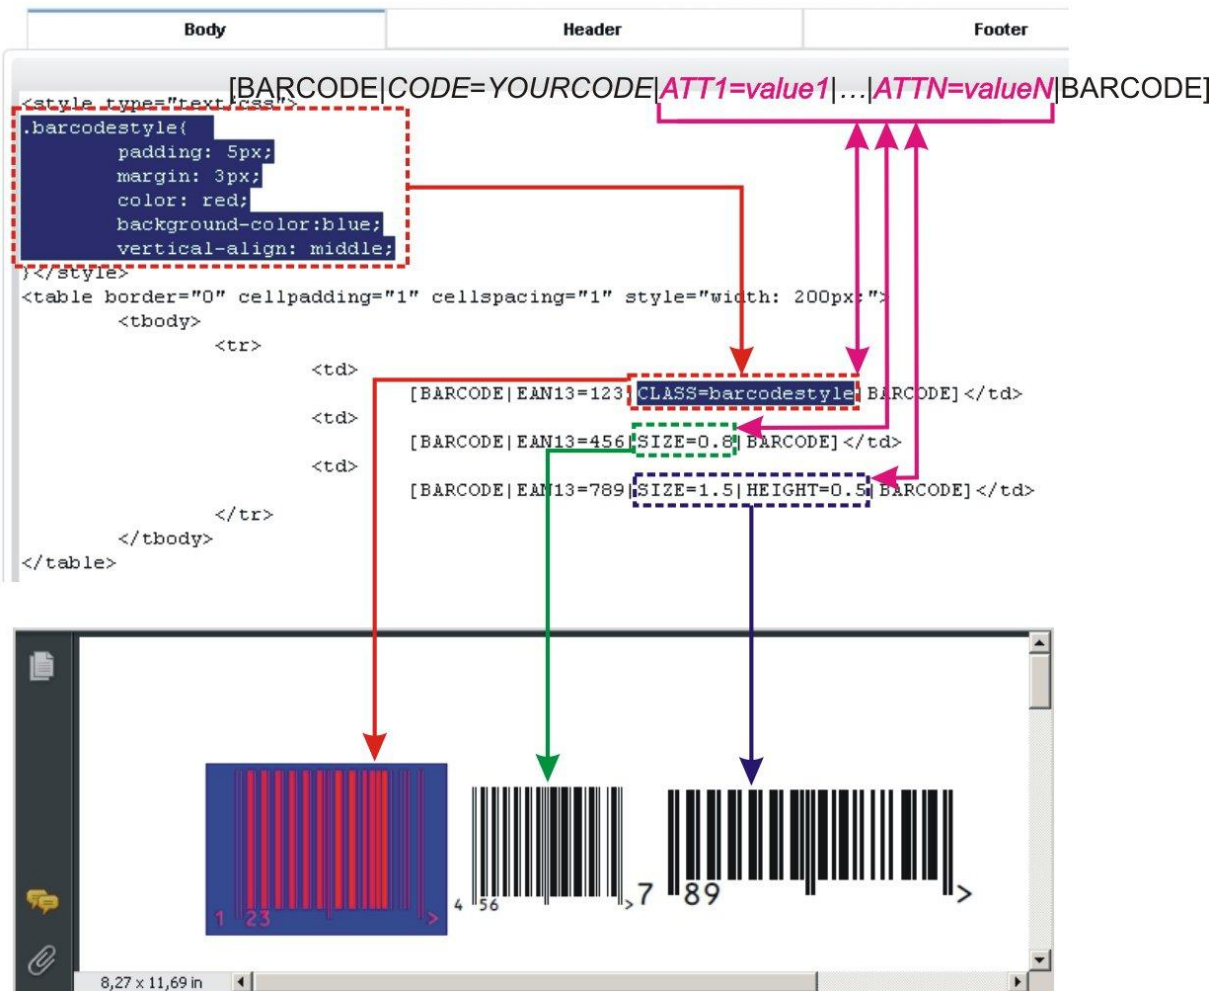 Body Header Footer
[BARCODE|CODE=YOURCODE|ATT1=value1|...|ATTN=valueN|BARCODE]
<style type="text/css">
.barcodestyle{
padding: 5px;
margin: 3px;
color: red;
background-color:blue;
vertical-align: middle;
}</style>
<table border="0" cellpadding="1" cellspacing="1" style="width: 200px;">
<tbody>
<tr>
<td>
[BARCODE|EAN13=123|CLASS=barcodestyle|BARCODE]</td>
<td>
[BARCODE|EAN13=456|SIZE=0.8|BARCODE]</td>
<td>
[BARCODE|EAN13=789|SIZE=1.5|HEIGHT=0.5|BARCODE]</td>
</tr>
</tbody>
</table>
1 23 >
4 56 >
7 89 >
8,27 x 11,69 in